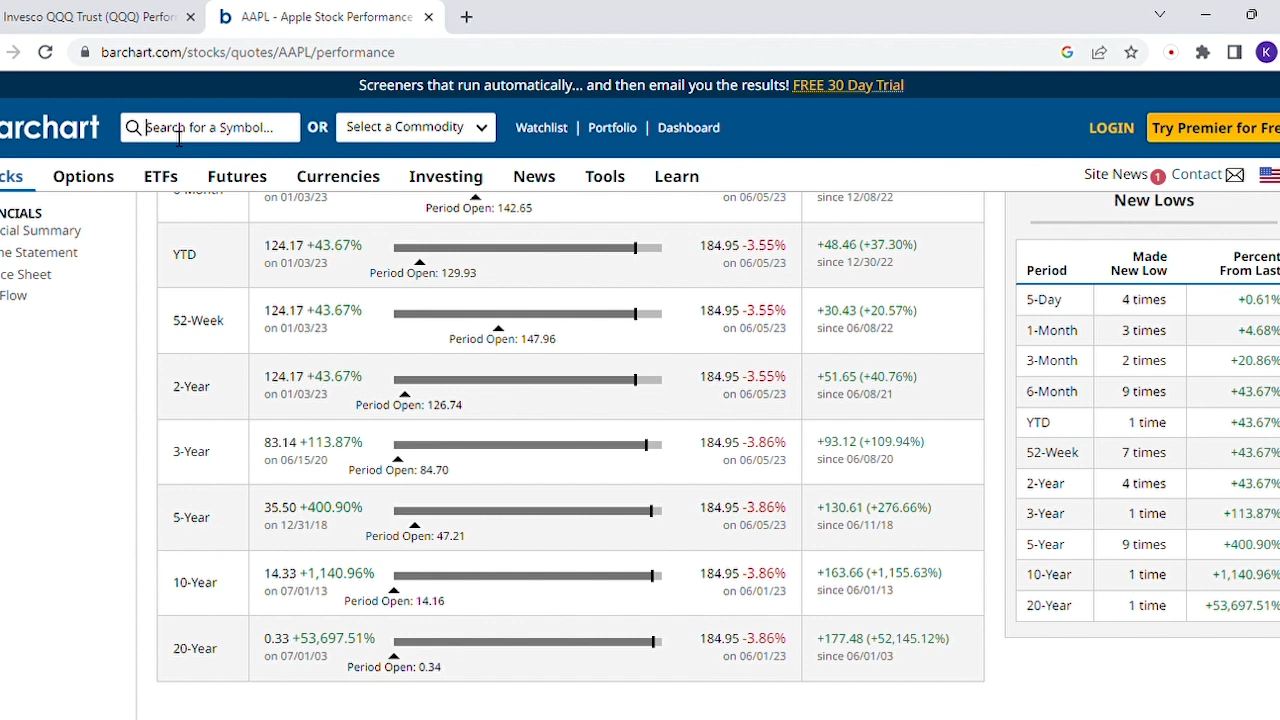 Invesco QQQ Trust (QQQ) Perfor
AAPL - Apple Stock Performance
barchart.com/stocks/quotes/AAPL/performance
K
Screeners that run automatically... and then email you the results! FREE 30 Day Trial
archart
Search for a Symbol...
OR
Select a Commodity
Watchlist | Portfolio | Dashboard
LOGIN
Try Premier for Fre
cks Options ETFs Futures Currencies Investing News Tools Learn
Site News 1 Contact
NCIALS
cial Summary
ne Statement
ce Sheet
Flow
on 01/03/23
Period Open: 142.65
on 06/05/23
since 12/08/22
YTD
124.17 +43.67%
on 01/03/23
Period Open: 129.93
184.95 -3.55%
on 06/05/23
+48.46 (+37.30%)
since 12/30/22
52-Week
124.17 +43.67%
on 01/03/23
Period Open: 147.96
184.95 -3.55%
on 06/05/23
+30.43 (+20.57%)
since 06/08/22
2-Year
124.17 +43.67%
on 01/03/23
Period Open: 126.74
184.95 -3.55%
on 06/05/23
+51.65 (+40.76%)
since 06/08/21
3-Year
83.14 +113.87%
on 06/15/20
Period Open: 84.70
184.95 -3.86%
on 06/05/23
+93.12 (+109.94%)
since 06/08/20
5-Year
35.50 +400.90%
on 12/31/18
Period Open: 47.21
184.95 -3.86%
on 06/05/23
+130.61 (+276.66%)
since 06/11/18
10-Year
14.33 +1,140.96%
on 07/01/13
Period Open: 14.16
184.95 -3.86%
on 06/01/23
+163.66 (+1,155.63%)
since 06/01/13
20-Year
0.33 +53,697.51%
on 07/01/03
Period Open: 0.34
184.95 -3.86%
on 06/01/23
+177.48 (+52,145.12%)
since 06/01/03
New Lows
Period
Made
New Low
Percent
From Last
5-Day 4 times +0.61%
1-Month 3 times +4.68%
3-Month 2 times +20.86%
6-Month 9 times +43.67%
YTD 1 time +43.67%
52-Week 7 times +43.67%
2-Year 4 times +43.67%
3-Year 1 time +113.87%
5-Year 9 times +400.90%
10-Year 1 time +1,140.96%
20-Year 1 time +53,697.51%